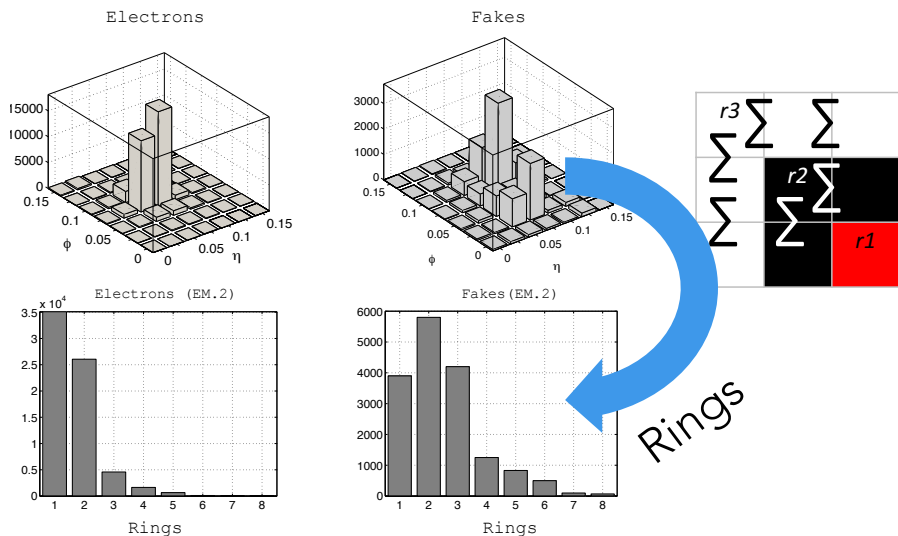 Electrons
15000
10000
5000
0
0.15
0.1
0.05
0
ϕ
0
0.05
0.1
0.15
η
Fakes
3000
2000
1000
0
0.15
0.1
0.05
0
ϕ
0
0.05
0.1
0.15
η
r3 Σ Σ
Σ
r2 Σ
Σ Σ
r1
Electrons (EM.2)
x 10⁴
3.5
3
2.5
2
1.5
1
0.5
0
1 2 3 4 5 6 7 8
Rings
Fakes(EM.2)
6000
5000
4000
3000
2000
1000
0
1 2 3 4 5 6 7 8
Rings
Rings